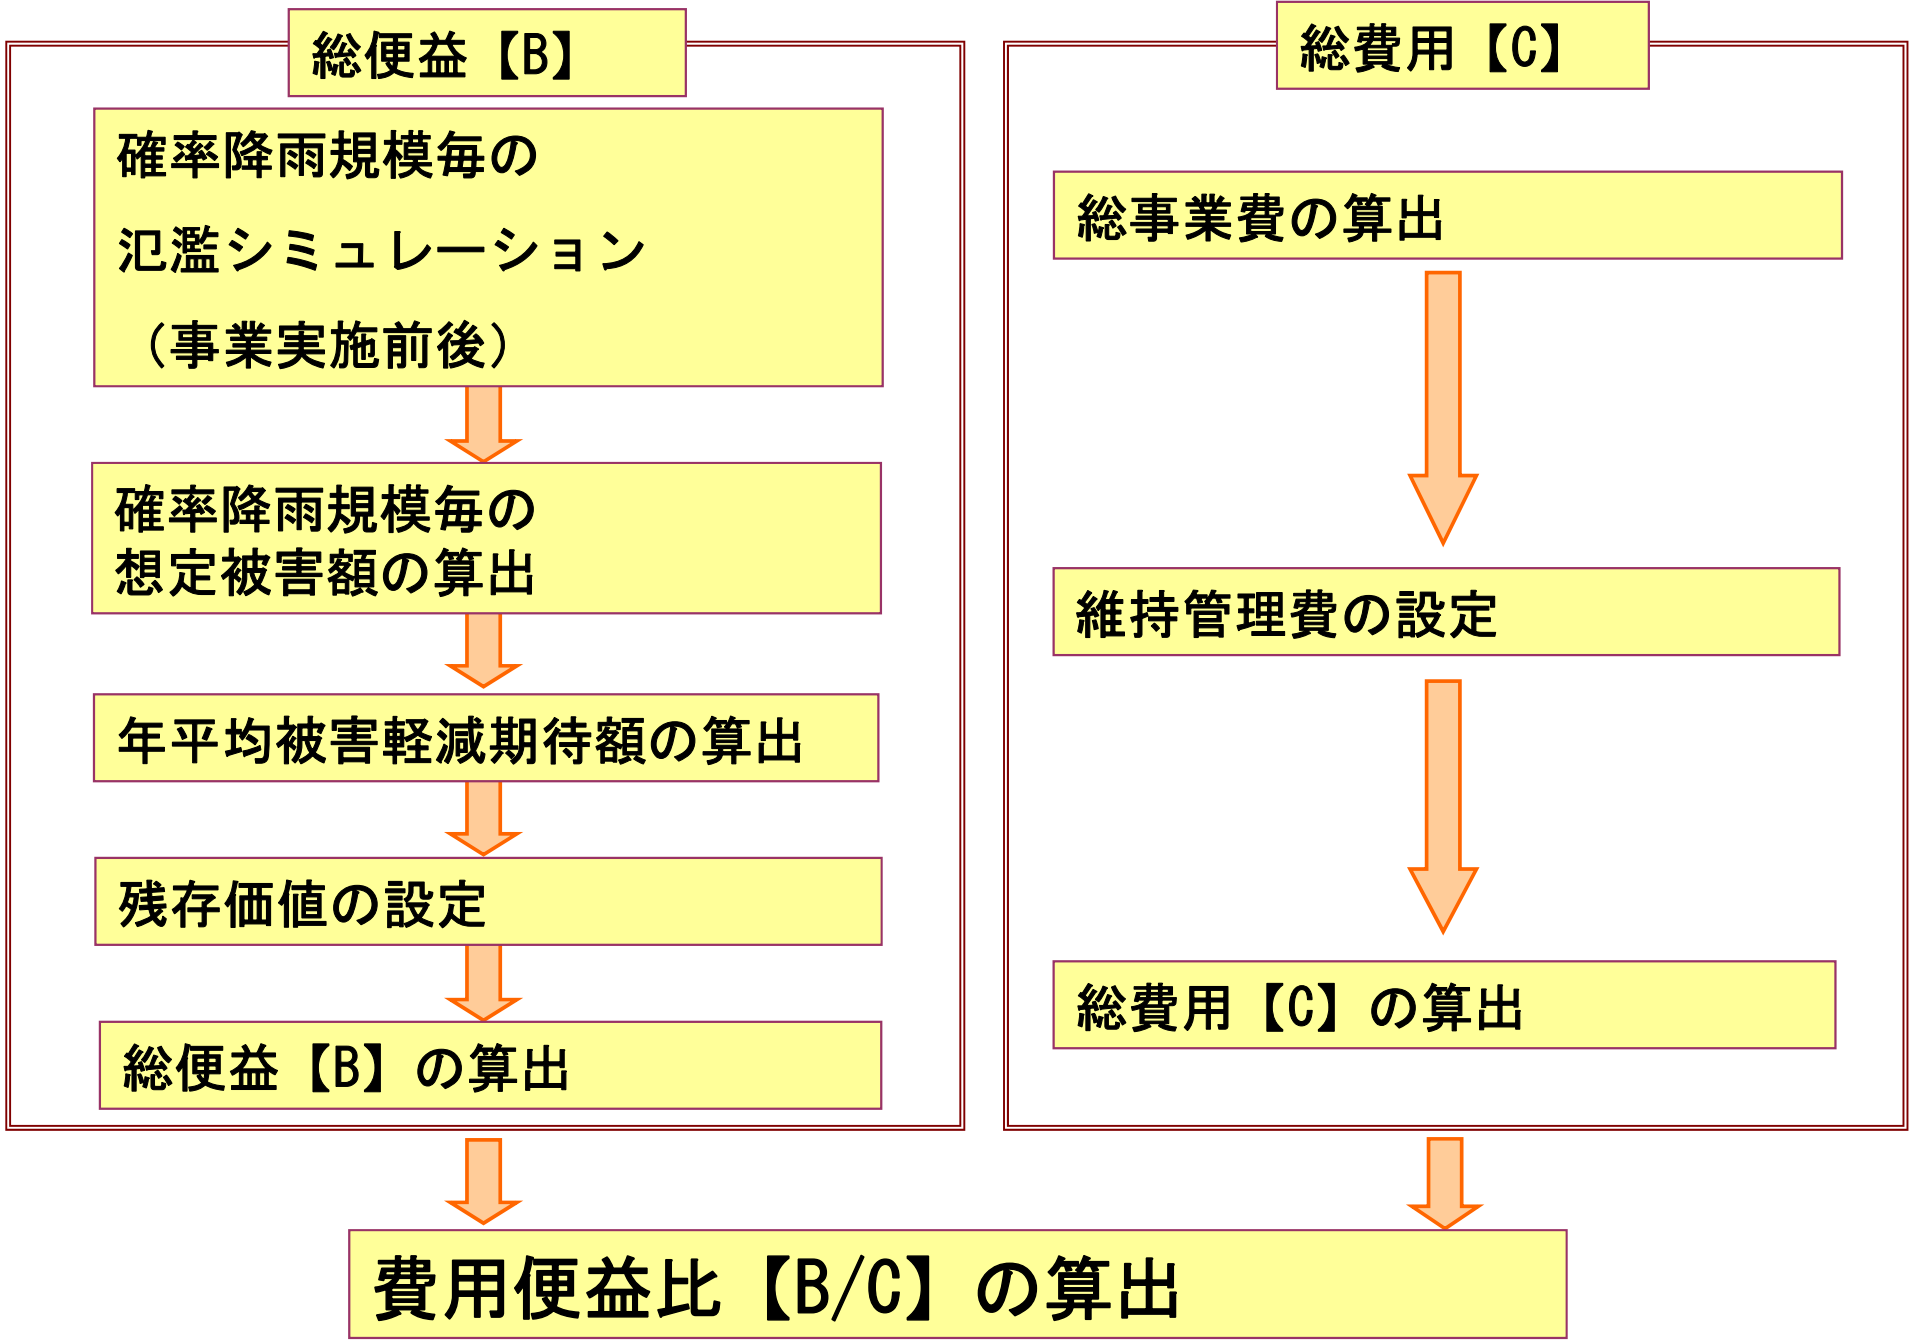 総便益【B】
確率降雨規模毎の
氾濫シミュレーション
（事業実施前後）
確率降雨規模毎の
想定被害額の算出
年平均被害軽減期待額の算出
残存価値の設定
総便益【B】の算出
総費用【C】
総事業費の算出
維持管理費の設定
総費用【C】の算出
費用便益比【B/C】の算出